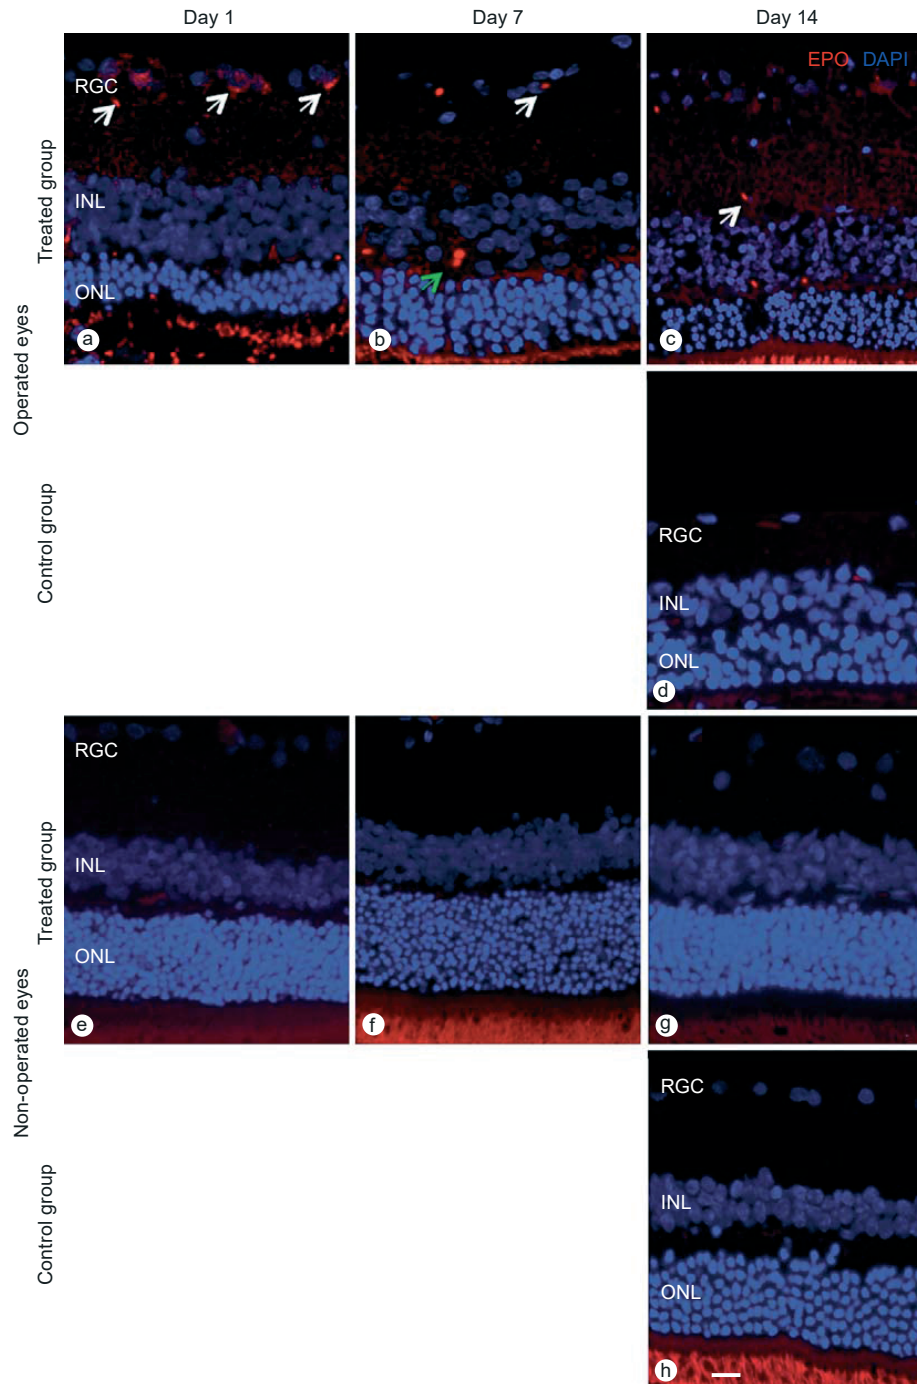 Day 1 Day 7 Day 14
EPO DAPI
RGC
INL
ONL
a b c
Treated group
Operated eyes
Control group
RGC
INL
ONL
d
RGC
INL
ONL
e f g
Treated group
Non-operated eyes
Control group
RGC
INL
ONL
h